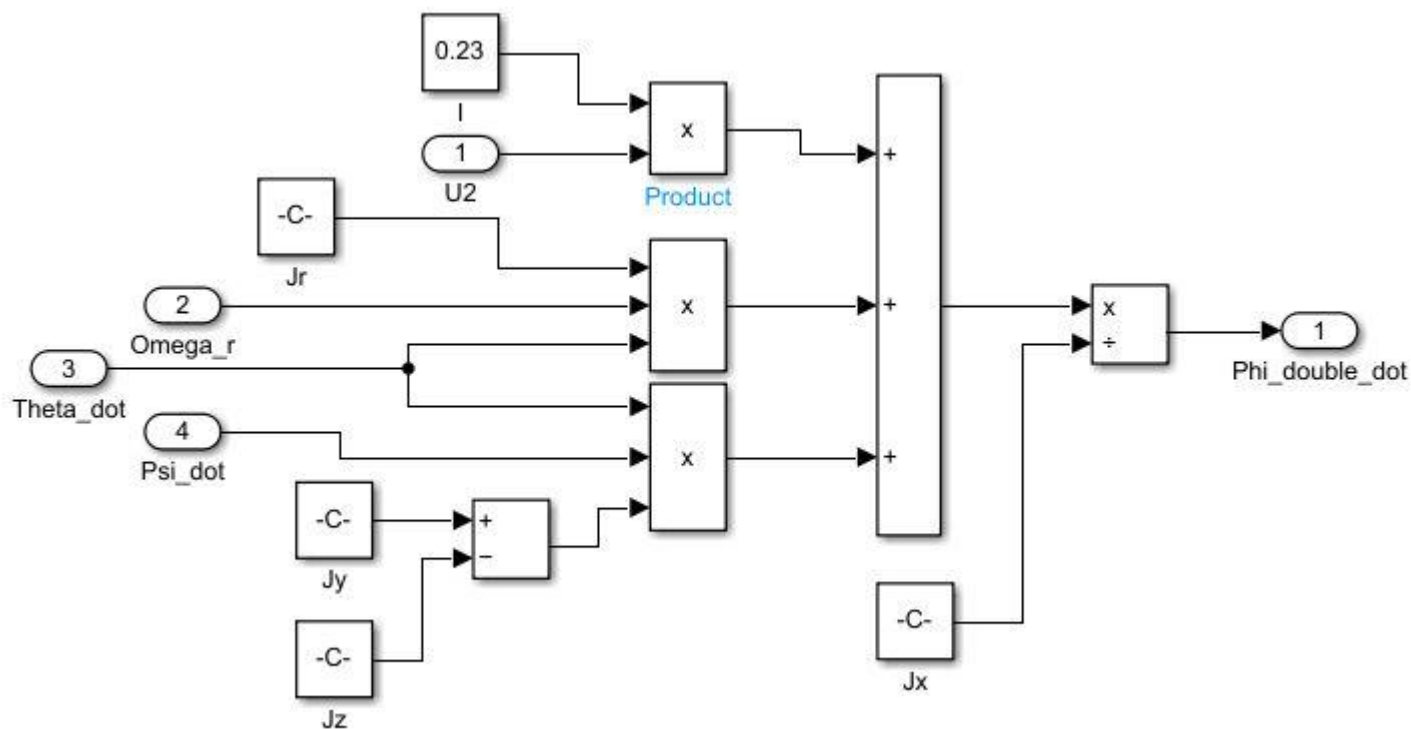 0.23
l
1
U2
x
Product
+
-C-
Jr
2
Omega_r
x
+
x
÷
1
Phi_double_dot
3
Theta_dot
4
Psi_dot
x
+
-C-
Jy
+
−
-C-
Jz
-C-
Jx